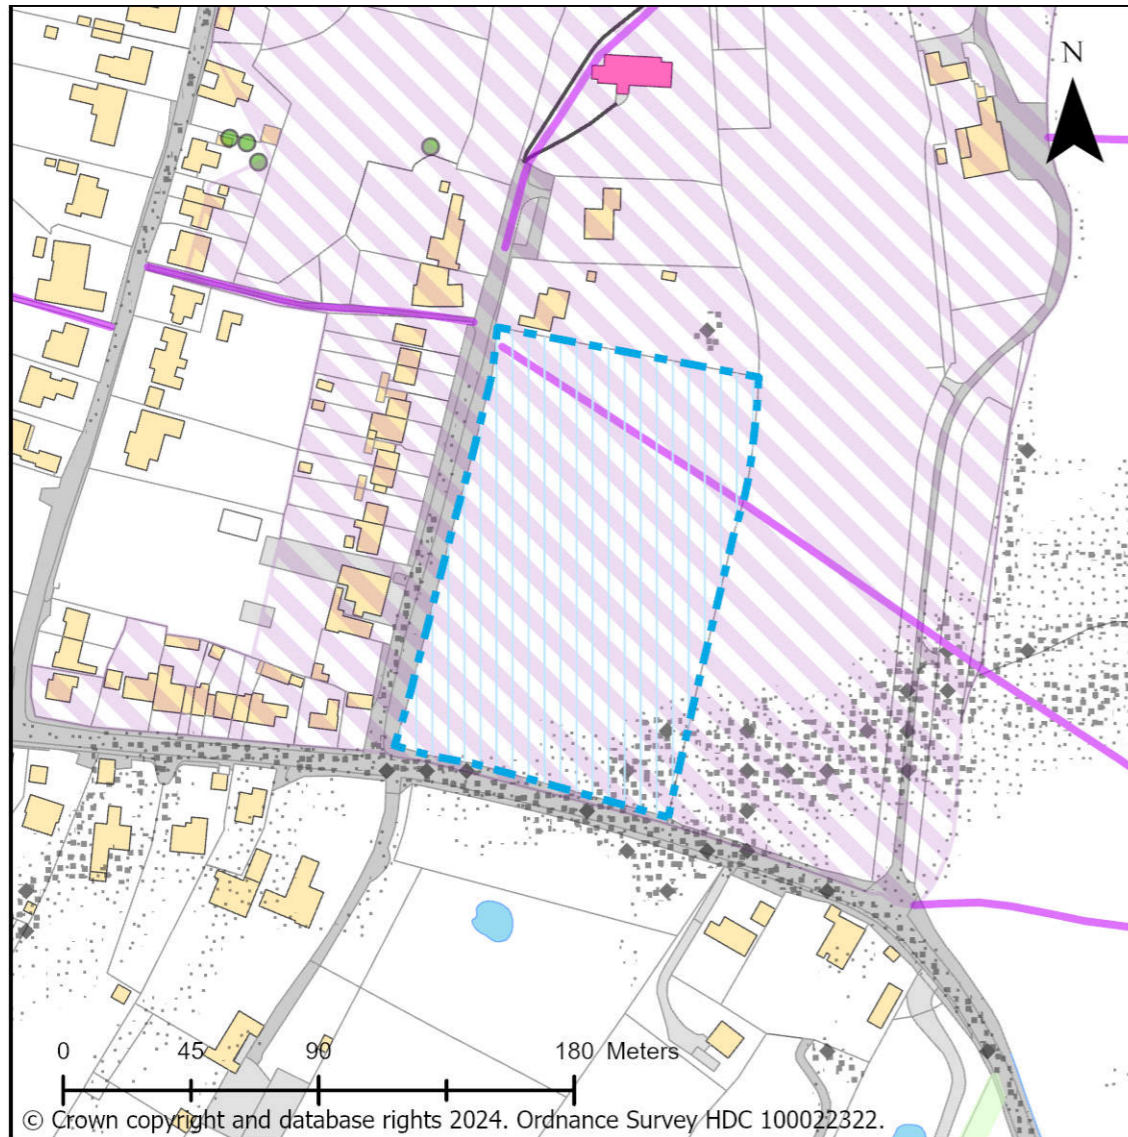 N
0 45 90 180 Meters
© Crown copyright and database rights 2024. Ordnance Survey HDC 100022322.